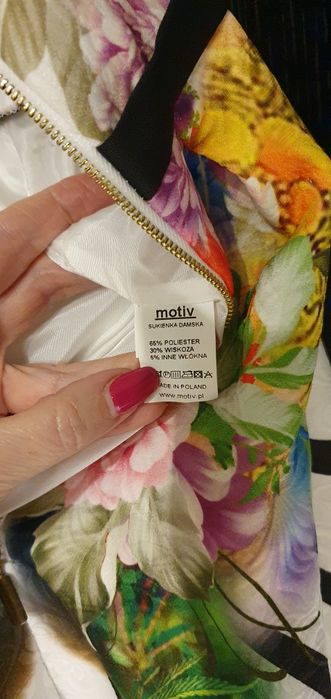 motiv
SUKIENKA DAMSKA
65% POLIESTER
30% WISKOZA
5% INNE WŁÓKNA
MADE IN POLAND
www.motiv.pl